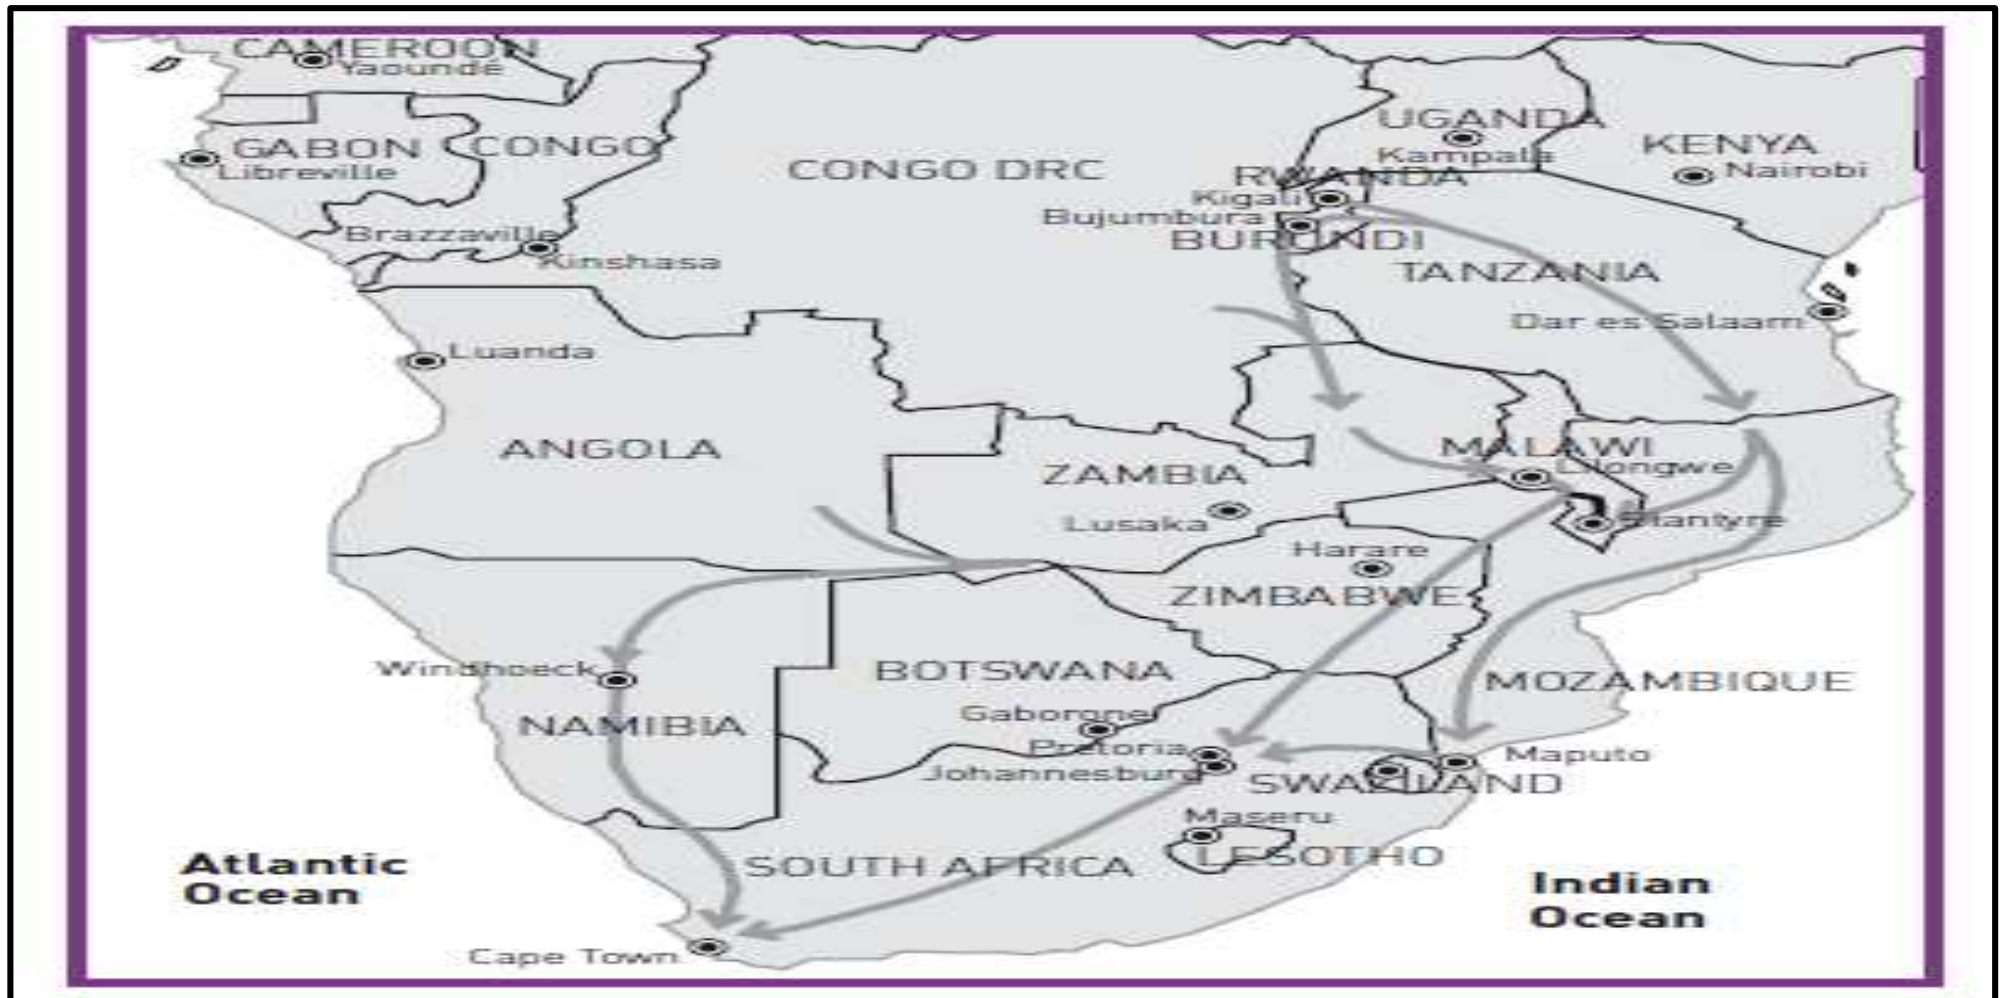 CAMEROON
Yaoundé
GABON
Libreville
CONGO
Brazzaville
Kinshasa
CONGO DRC
UGANDA
Kampala
KENYA
Nairobi
RWANDA
Kigali
Bujumbura
BURUNDI
TANZANIA
Dar es Salaam
Luanda
ANGOLA
ZAMBIA
Lusaka
MALAWI
Lilongwe
Blantyre
Harare
ZIMBABWE
Windhoeck
NAMIBIA
BOTSWANA
Gaborone
Pretoria
Johannesburg
MOZAMBIQUE
Maputo
SWAZILAND
Maseru
LESOTHO
SOUTH AFRICA
Cape Town
Atlantic
Ocean
Indian
Ocean